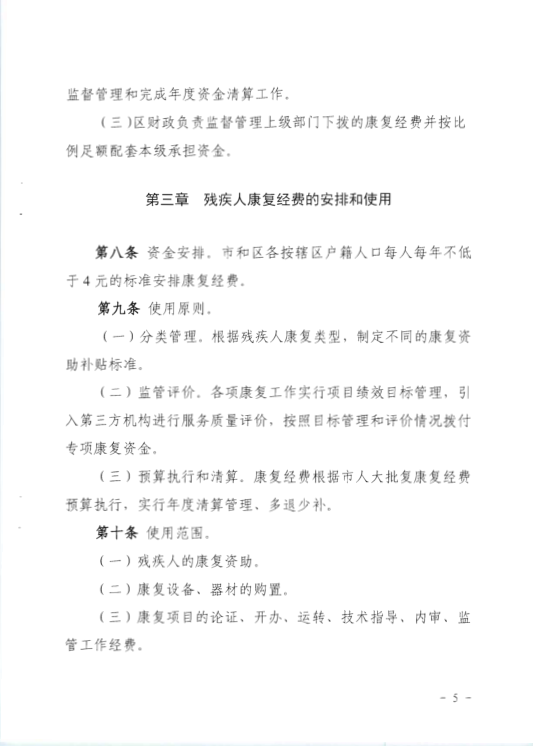 监督管理和完成年度资金清算工作。
（三）区财政负责监督管理上级部门下拨的康复经费并按比
例足额配套本级承担资金。
第三章　残疾人康复经费的安排和使用
第八条 资金安排。市和区各按辖区户籍人口每人每年不低
于 4 元的标准安排康复经费。
第九条 使用原则。
（一）分类管理。根据残疾人康复类型，制定不同的康复资
助补贴标准。
（二）监管评价。各项康复工作实行项目绩效目标管理，引
入第三方机构进行服务质量评价，按照目标管理和评价情况拨付
专项康复资金。
（三）预算执行和清算。康复经费根据市人大批复康复经费
预算执行，实行年度清算管理、多退少补。
第十条 使用范围。
（一）残疾人的康复资助。
（二）康复设备、器材的购置。
（三）康复项目的论证、开办、运转、技术指导、内审、监
管工作经费。
- 5 -